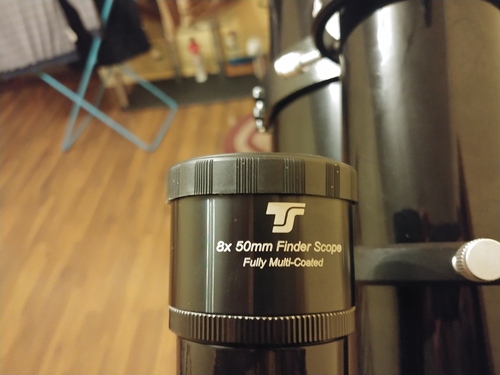 TS
8x 50mm Finder Scope
Fully Multi-Coated